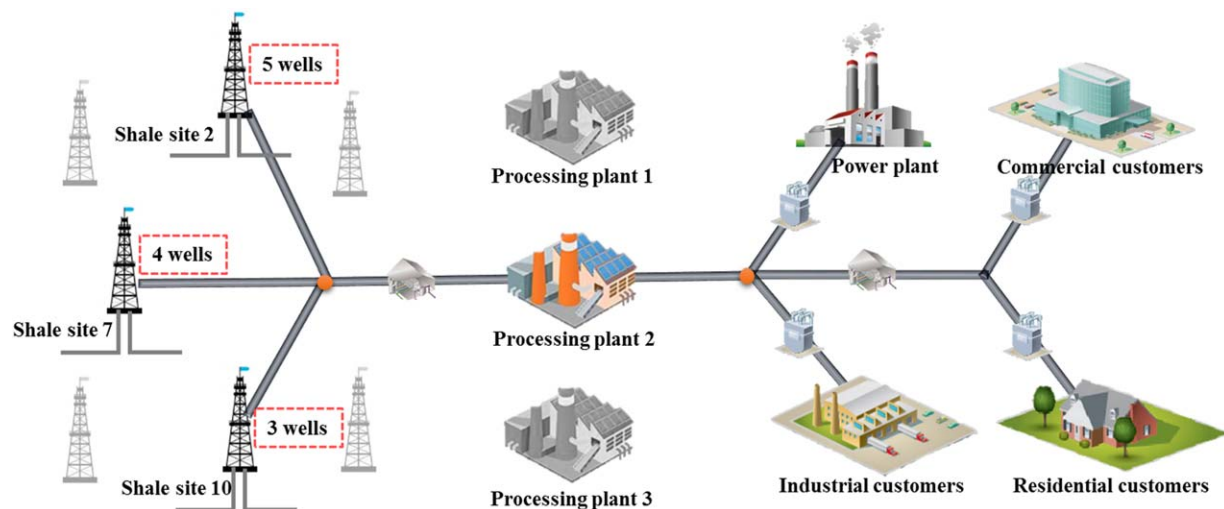 5 wells
Shale site 2
Processing plant 1
Power plant
Commercial customers
4 wells
Shale site 7
Processing plant 2
3 wells
Shale site 10
Processing plant 3
Industrial customers
Residential customers